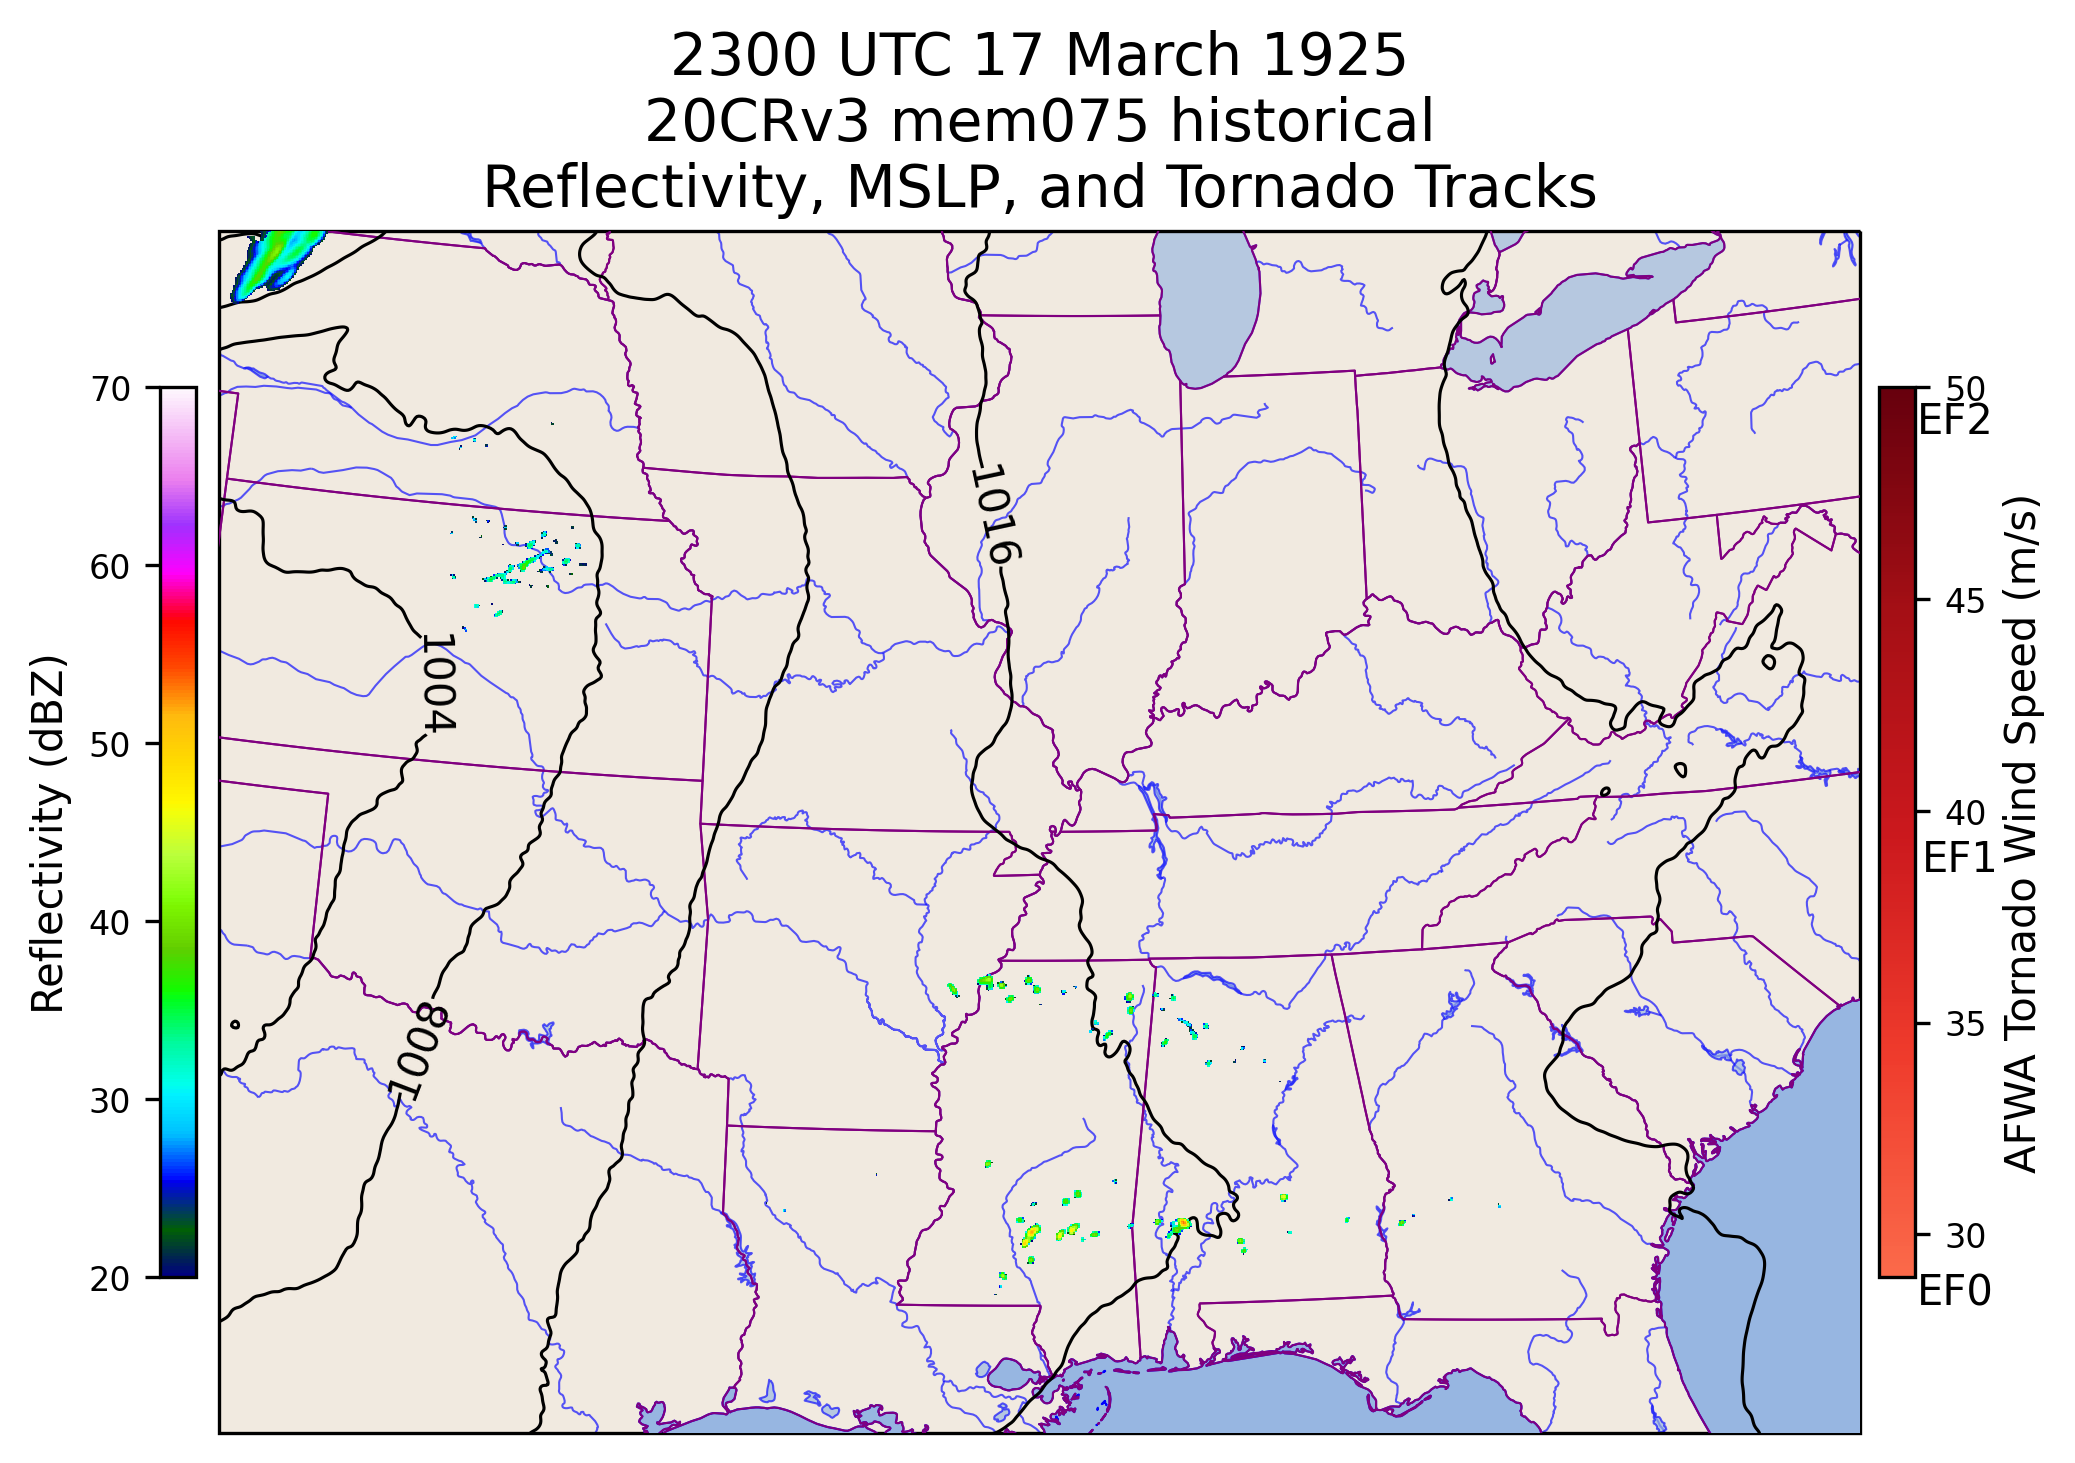 2300 UTC 17 March 1925
20CRv3 mem075 historical
Reflectivity, MSLP, and Tornado Tracks
70
60
50
40
30
20
Reflectivity (dBZ)
1016
1004
1008
50
EF2
45
40
EF1
35
30
EF0
AFWA Tornado Wind Speed (m/s)